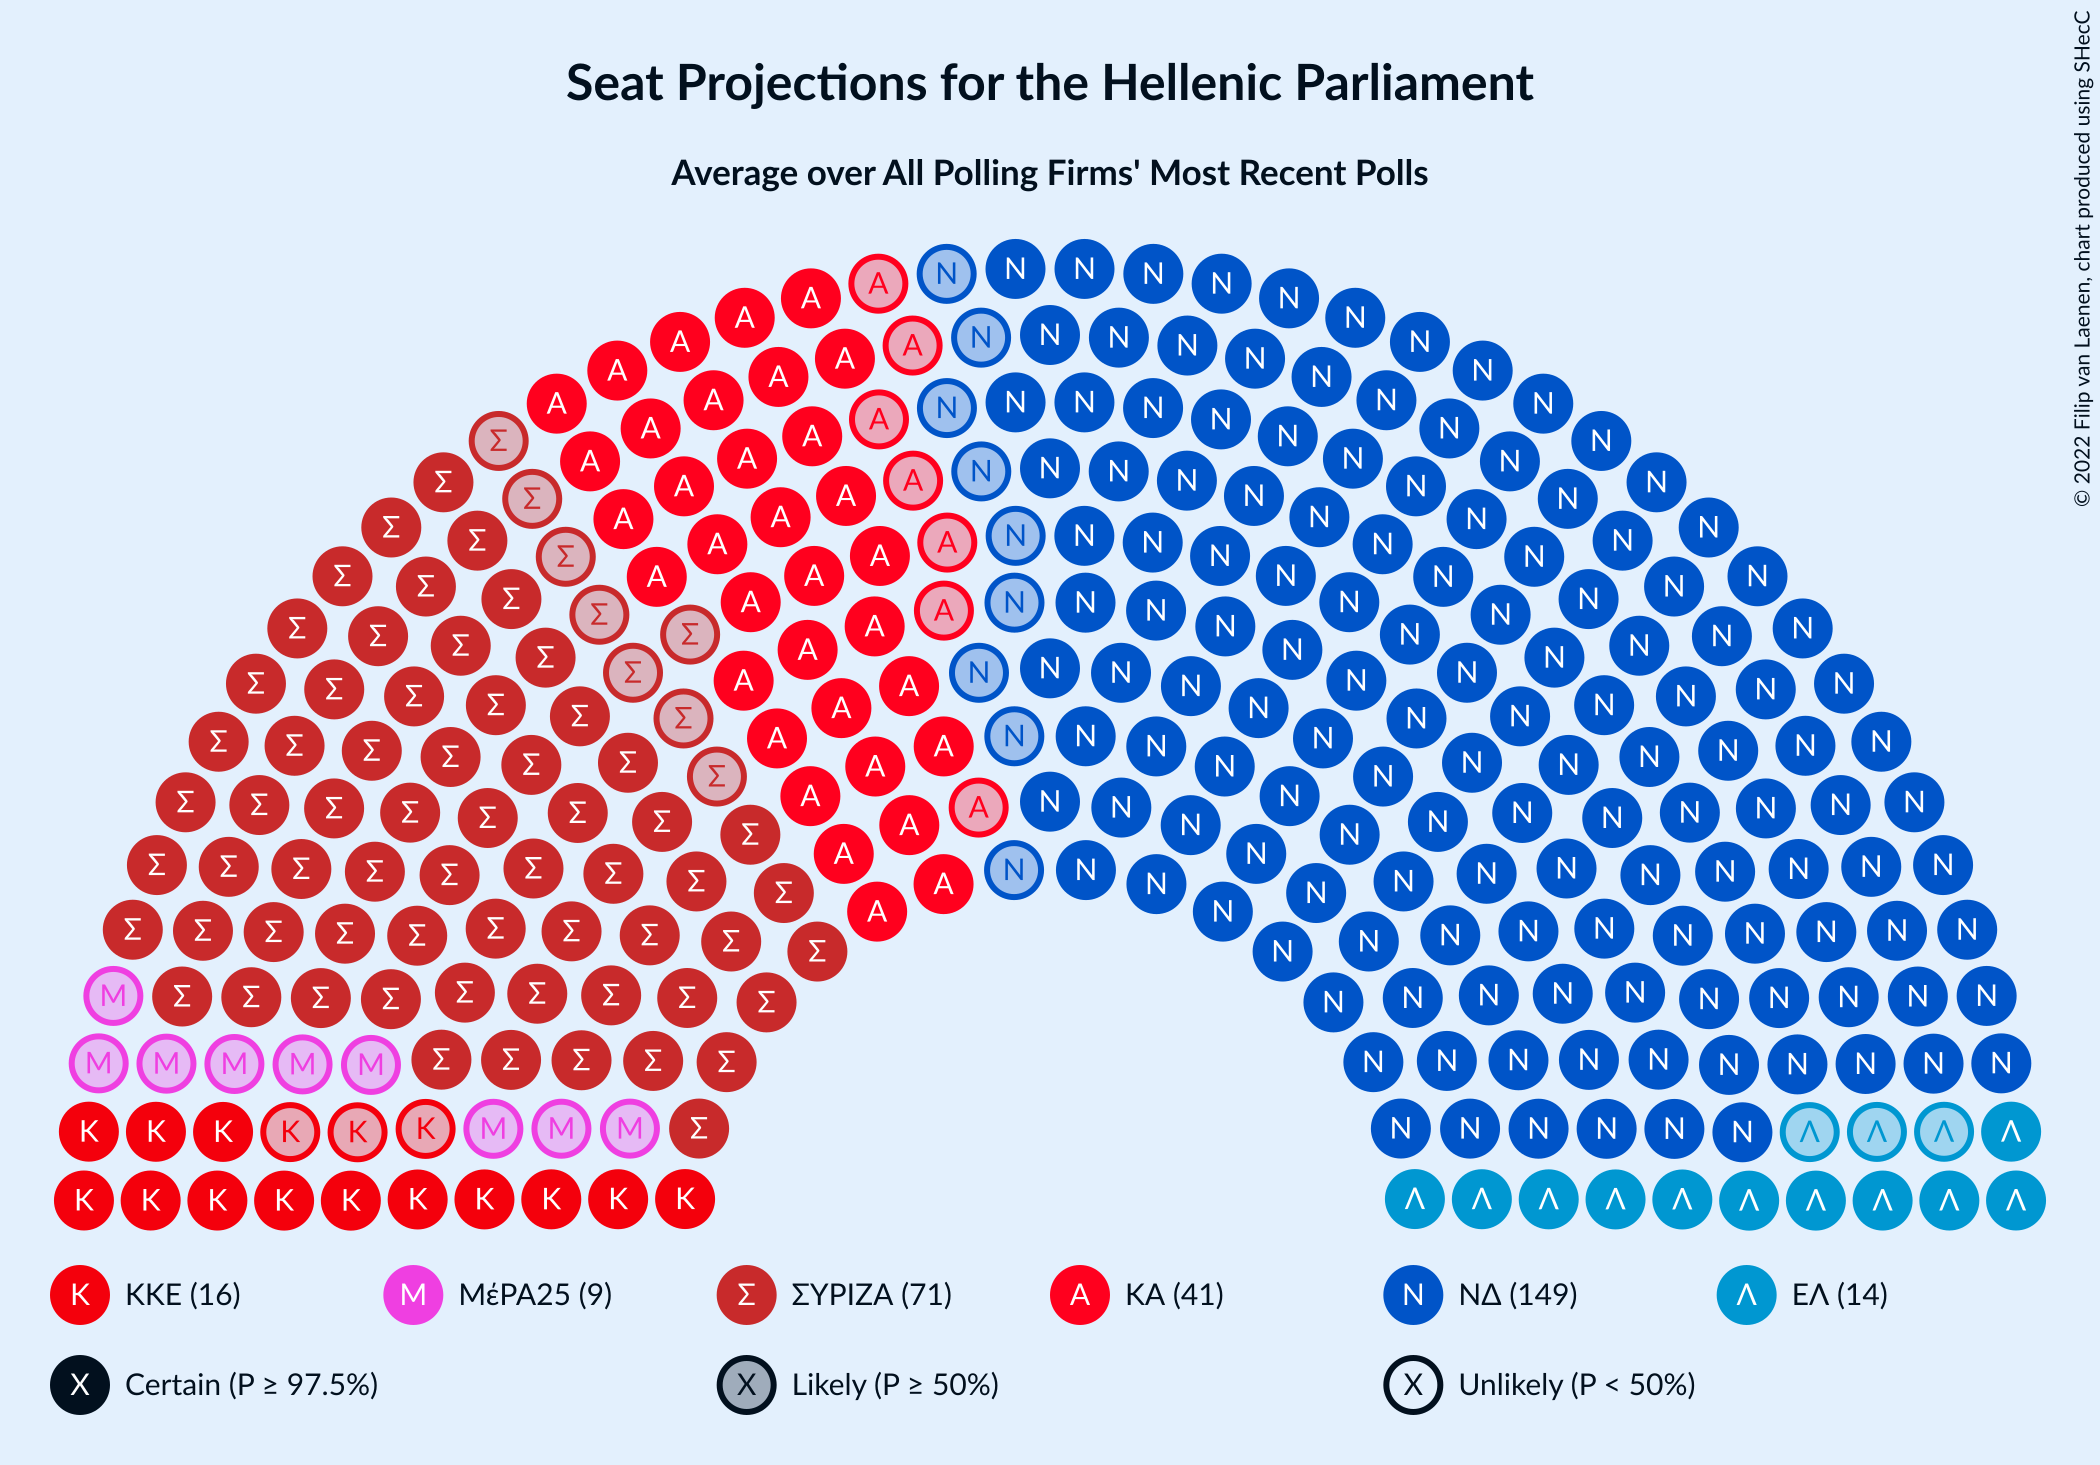 Seat Projections for the Hellenic Parliament
Average over All Polling Firms' Most Recent Polls
© 2022 Filip van Laenen, chart produced using SHecC
Κ ΚΚΕ (16) Μ ΜέΡΑ25 (9) Σ ΣΥΡΙΖΑ (71) Α ΚΑ (41) Ν ΝΔ (149) Λ ΕΛ (14)
X Certain (P ≥ 97.5%) X Likely (P ≥ 50%) X Unlikely (P < 50%)